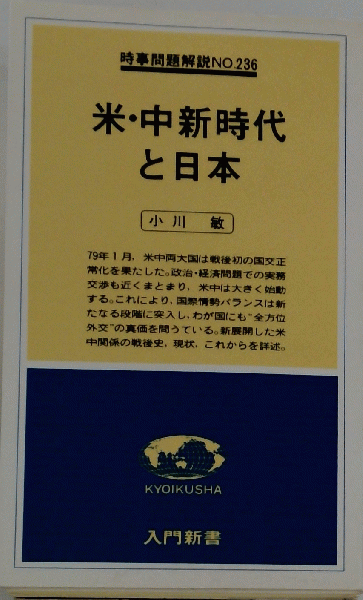 時事問題解説NO.236
米・中新時代
と日本
小川 敏
79年1月,米中両大国は戦後初の国交正
常化を果たした。政治・経済問題での実務
交渉も近くまとまり,米中は大きく始動
する。これにより,国際情勢バランスは新
たなる段階に突入し,わが国にも“全方位
外交”の真価を問うている。新展開した米
中関係の戦後史,現状,これからを詳述。
KYOIKUSHA
入門新書